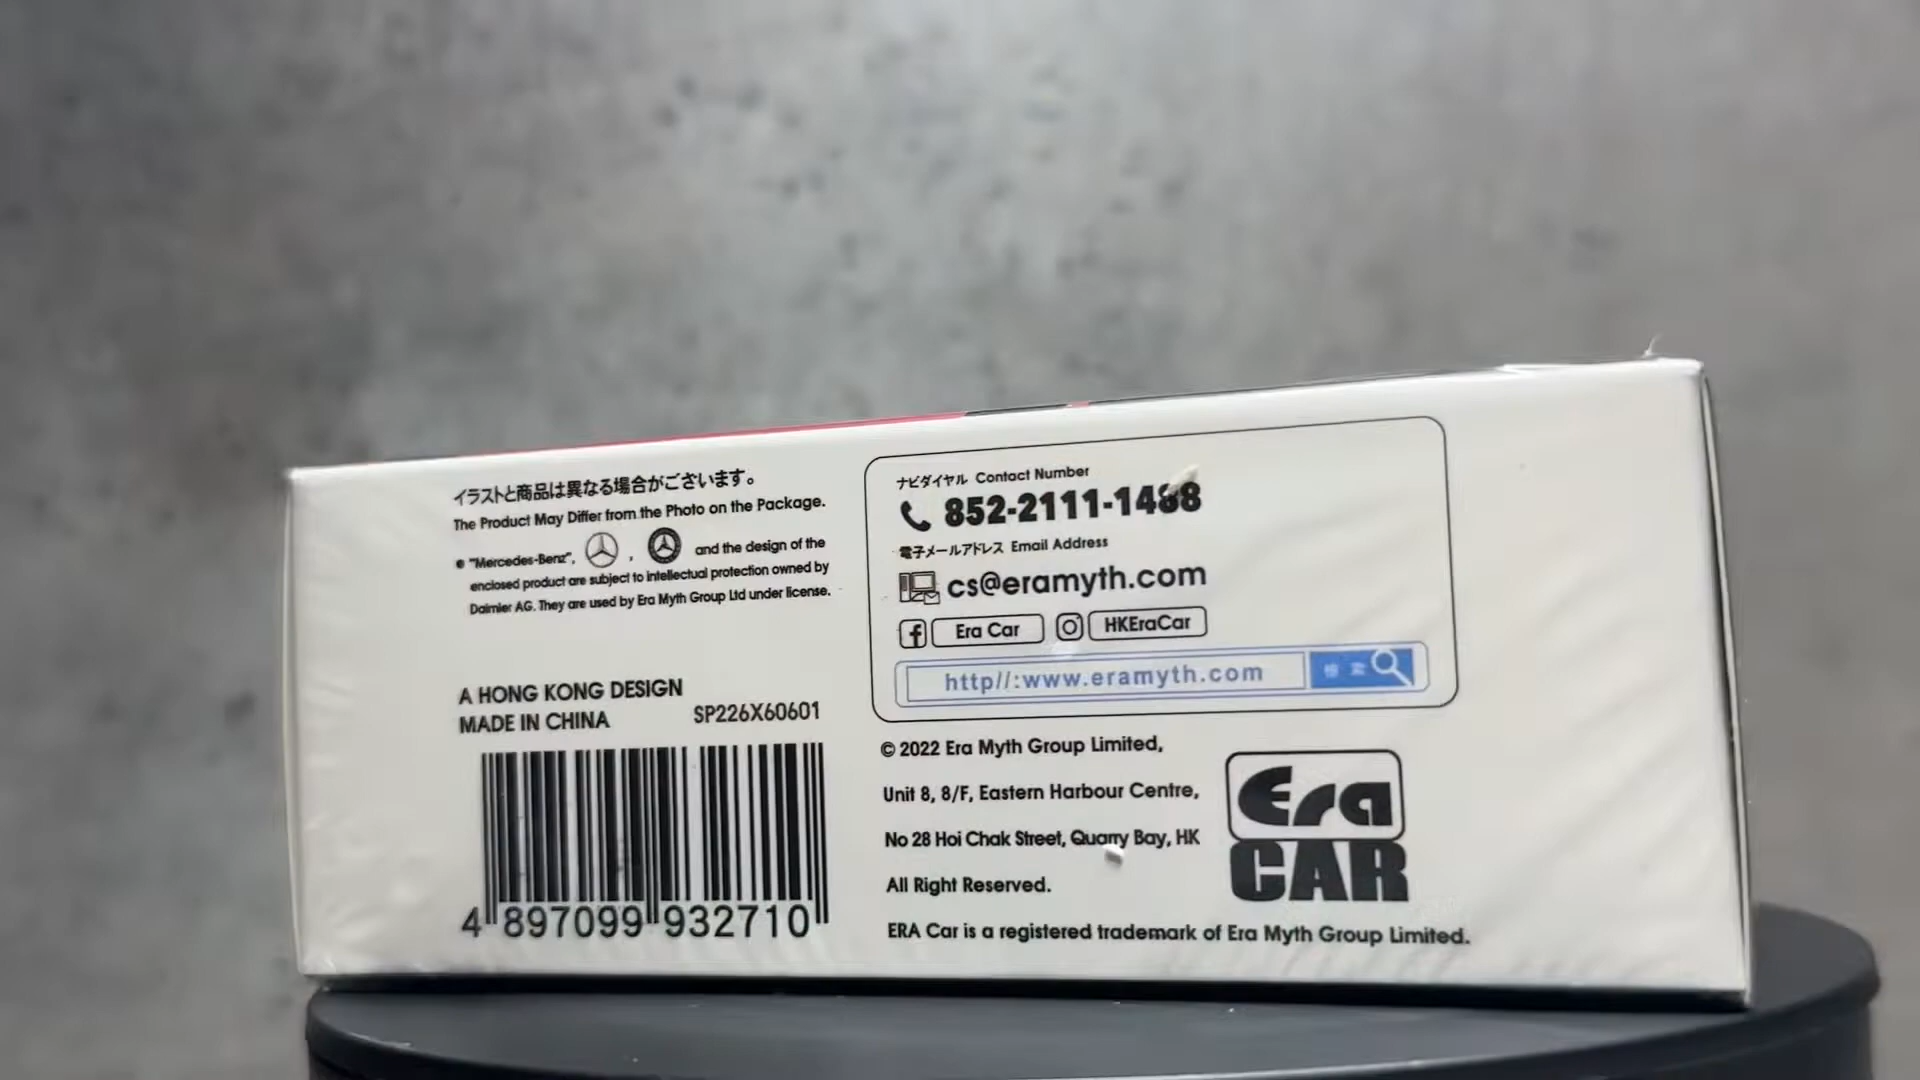 イラストと商品は異なる場合がございます。
The Product May Differ from the Photo on the Package.
"Mercedes-Benz", , and the design of the
enclosed product are subject to intellectual protection owned by
Daimler AG. They are used by Era Myth Group Ltd under license.
A HONG KONG DESIGN
MADE IN CHINA
SP226X60601
4 897099 932710
ナビダイヤル Contact Number
852-2111-1488
電子メールアドレス Email Address
cs@eramyth.com
Era Car
HKEraCar
http//:www.eramyth.com
検索
© 2022 Era Myth Group Limited,
Unit 8, 8/F, Eastern Harbour Centre,
No 28 Hoi Chak Street, Quarry Bay, HK
All Right Reserved.
ERA Car is a registered trademark of Era Myth Group Limited.
Era
CAR